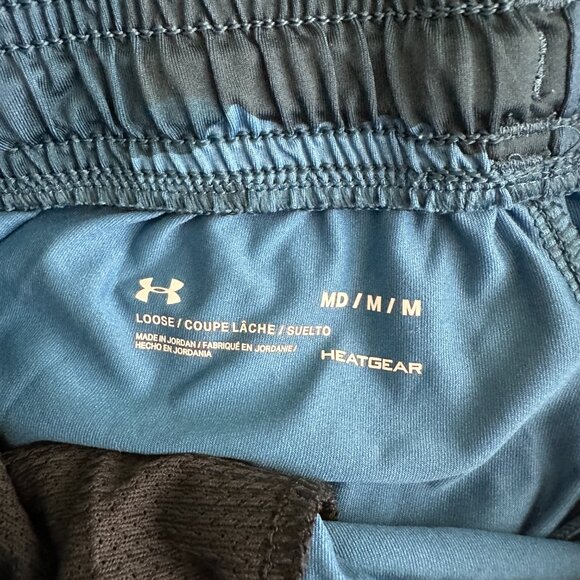 MD / M / M
LOOSE / COUPE LÂCHE / SUELTO
MADE IN JORDAN / FABRIQUÉ EN JORDANIE /
HECHO EN JORDANIA
HEATGEAR